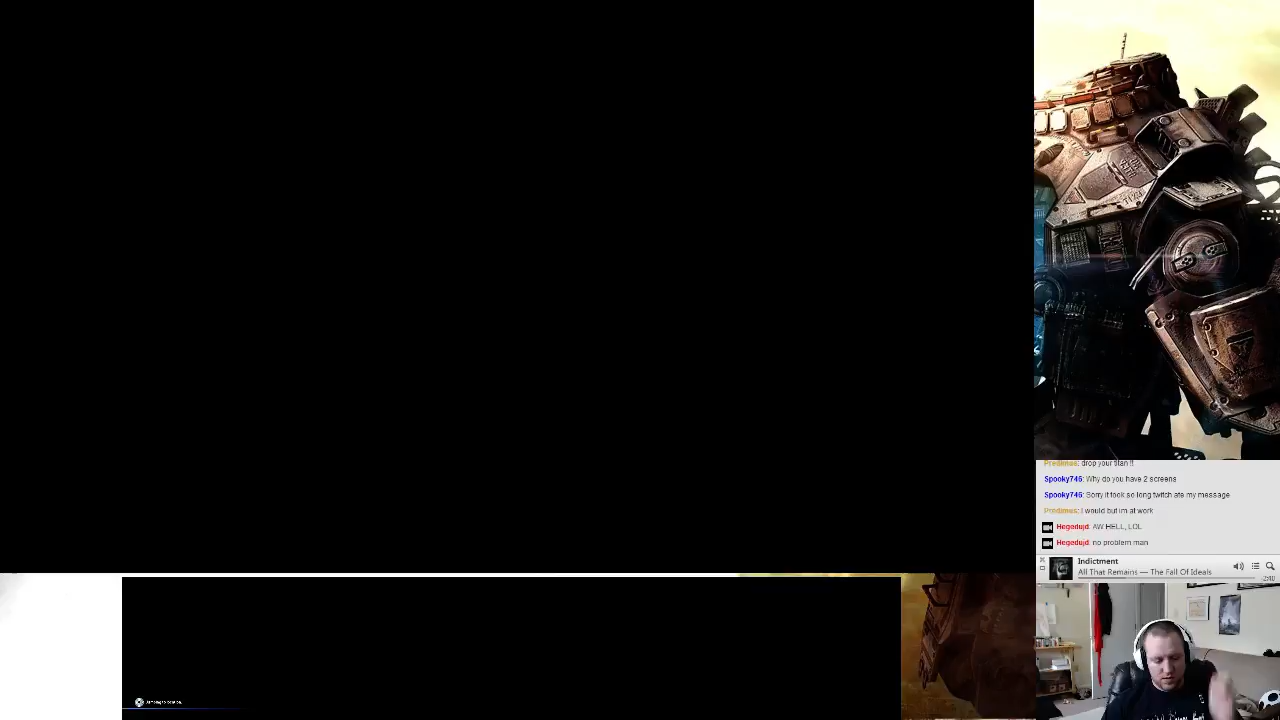 Predimus: drop your titan !!
Spooky746: Why do you have 2 screens
Spooky746: Sorry it took so long twitch ate my message
Predimus: I would but im at work
Hegedujd: AW HELL, LOL
Hegedujd: no problem man
Indictment
All That Remains — The Fall Of Ideals